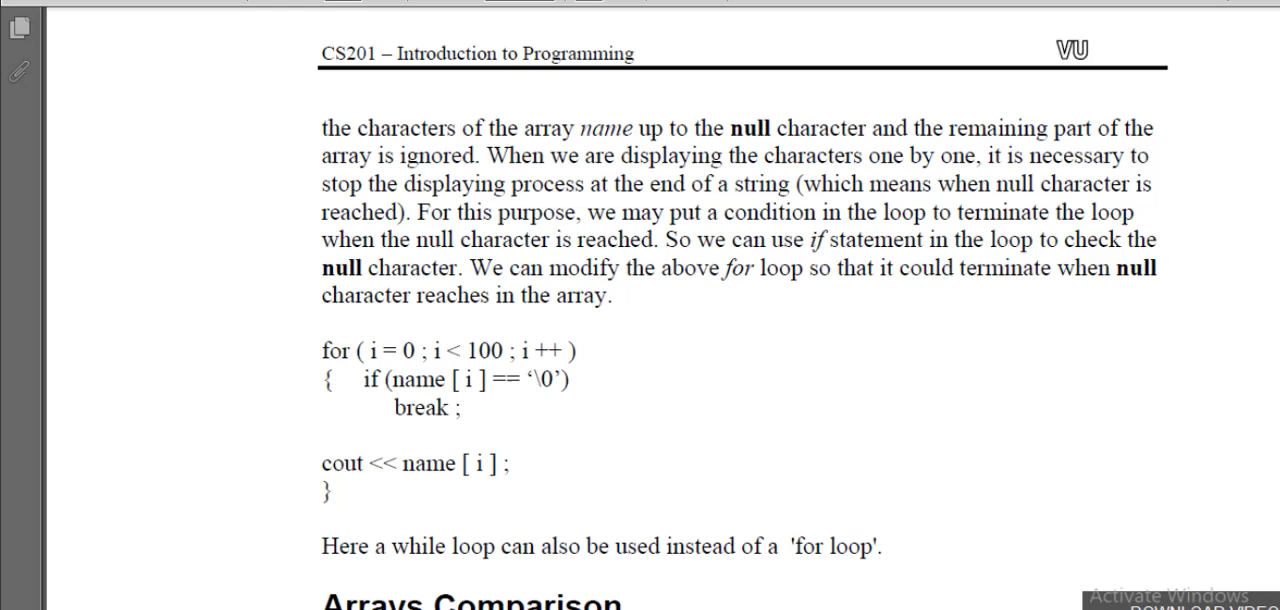 CS201 – Introduction to Programming VU
the characters of the array name up to the null character and the remaining part of the
array is ignored. When we are displaying the characters one by one, it is necessary to
stop the displaying process at the end of a string (which means when null character is
reached). For this purpose, we may put a condition in the loop to terminate the loop
when the null character is reached. So we can use if statement in the loop to check the
null character. We can modify the above for loop so that it could terminate when null
character reaches in the array.
for ( i = 0 ; i < 100 ; i ++ )
{ if (name [ i ] == ‘\0’)
break ;
cout << name [ i ] ;
}
Here a while loop can also be used instead of a 'for loop'.
Arrays Comparison
Activate Windows
DOWNLOAD VIDEO